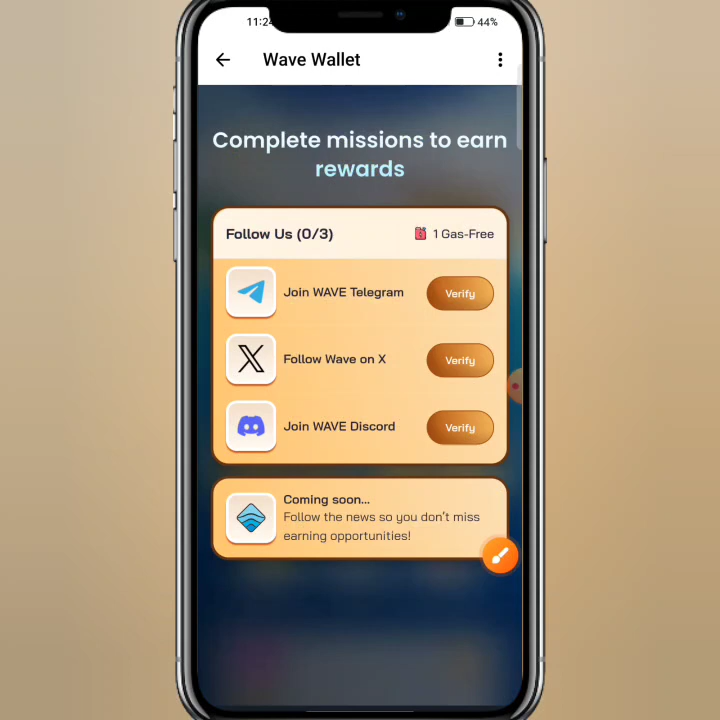 11:24
44%
Wave Wallet
Complete missions to earn
rewards
Follow Us (0/3)
1 Gas-Free
Join WAVE Telegram
Verify
Follow Wave on X
Verify
Join WAVE Discord
Verify
Coming soon...
Follow the news so you don't miss
earning opportunities!